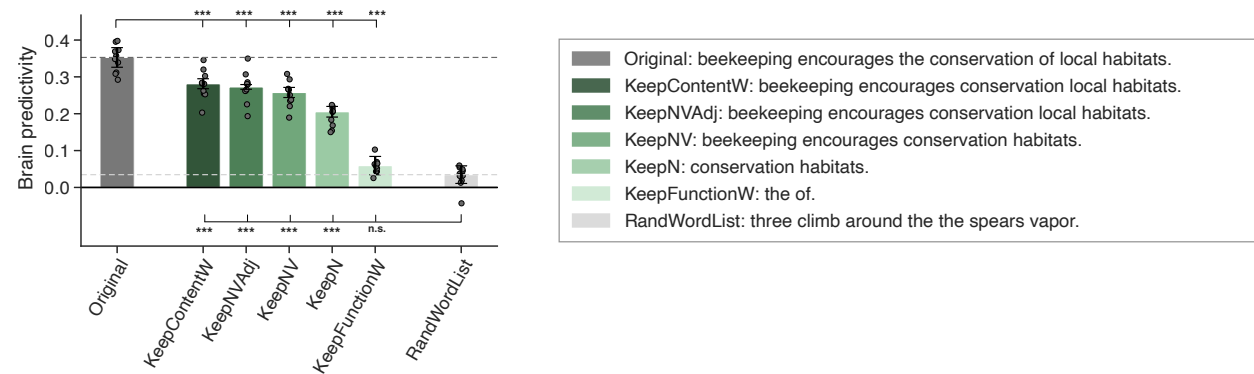 *** *** *** *** ***
0.4
0.3
0.2
0.1
0.0
Brain predictivity
*** *** *** *** n.s.
Original
KeepContentW
KeepNVAdj
KeepNV
KeepN
KeepFunctionW
RandWordList
Original: beekeeping encourages the conservation of local habitats.
KeepContentW: beekeeping encourages conservation local habitats.
KeepNVAdj: beekeeping encourages conservation local habitats.
KeepNV: beekeeping encourages conservation habitats.
KeepN: conservation habitats.
KeepFunctionW: the of.
RandWordList: three climb around the the spears vapor.